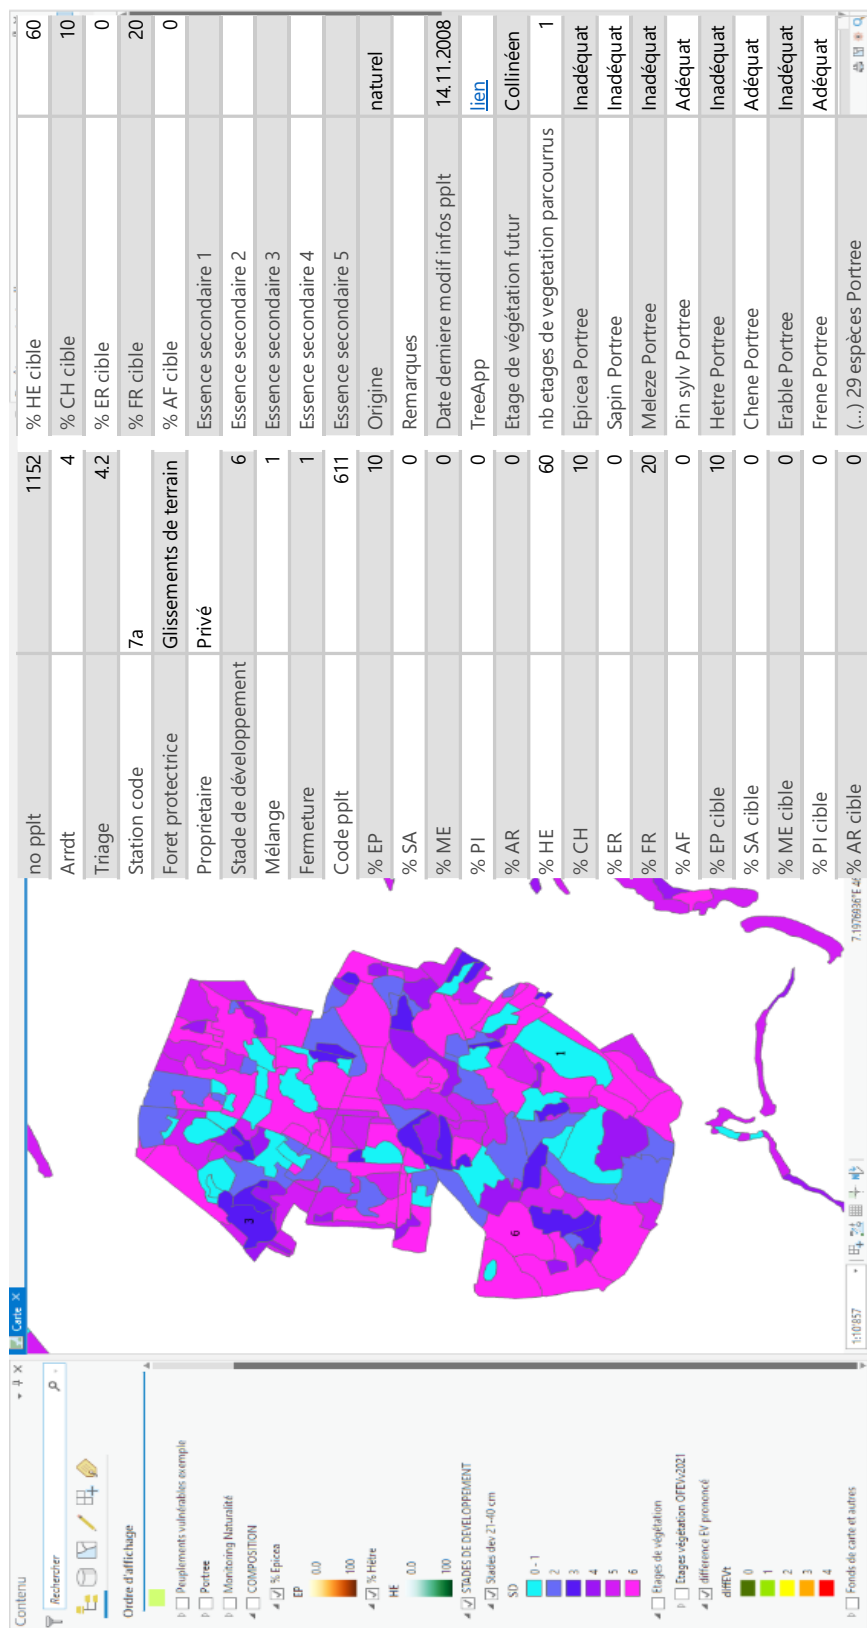 Contenu
Rechercher
Ordre d'affichage
Peuplements vulnérables exemple
Portree
Monitoring Naturalité
COMPOSITION
% Epicea
EP
0.0
100
% Hêtre
HE
0.0
100
STADES DE DEVELOPPEMENT
Stades dev 21-40 cm
SD
0 - 1
2
3
4
5
6
Etages de végétation
Etages végétation OFEVv2021
différence EV prononcé
diffEVt
0
1
2
3
4
Fonds de carte et autres
Carte
3
6
1
1:10'857
7.1976936°E
no pplt 1152
Arrdt 4
Triage 4.2
Station code 7a
Foret protectrice Glissements de terrain
Proprietaire Privé
Stade de développement 6
Mélange 1
Fermeture 1
Code pplt 611
% EP 10
% SA 0
% ME 0
% PI 0
% AR 0
% HE 60
% CH 10
% ER 0
% FR 20
% AF 0
% EP cible 10
% SA cible 0
% ME cible 0
% PI cible 0
% AR cible 0
% HE cible 60
% CH cible 10
% ER cible 0
% FR cible 20
% AF cible 0
Essence secondaire 1
Essence secondaire 2
Essence secondaire 3
Essence secondaire 4
Essence secondaire 5
Origine naturel
Remarques
Date derniere modif infos pplt 14.11.2008
TreeApp lien
Etage de végétation futur Collinéen
nb etages de vegetation parcourrus 1
Epicea Portree Inadéquat
Sapin Portree Inadéquat
Meleze Portree Inadéquat
Pin sylv Portree Adéquat
Hetre Portree Inadéquat
Chene Portree Adéquat
Erable Portree Inadéquat
Frene Portree Adéquat
(...) 29 espèces Portree